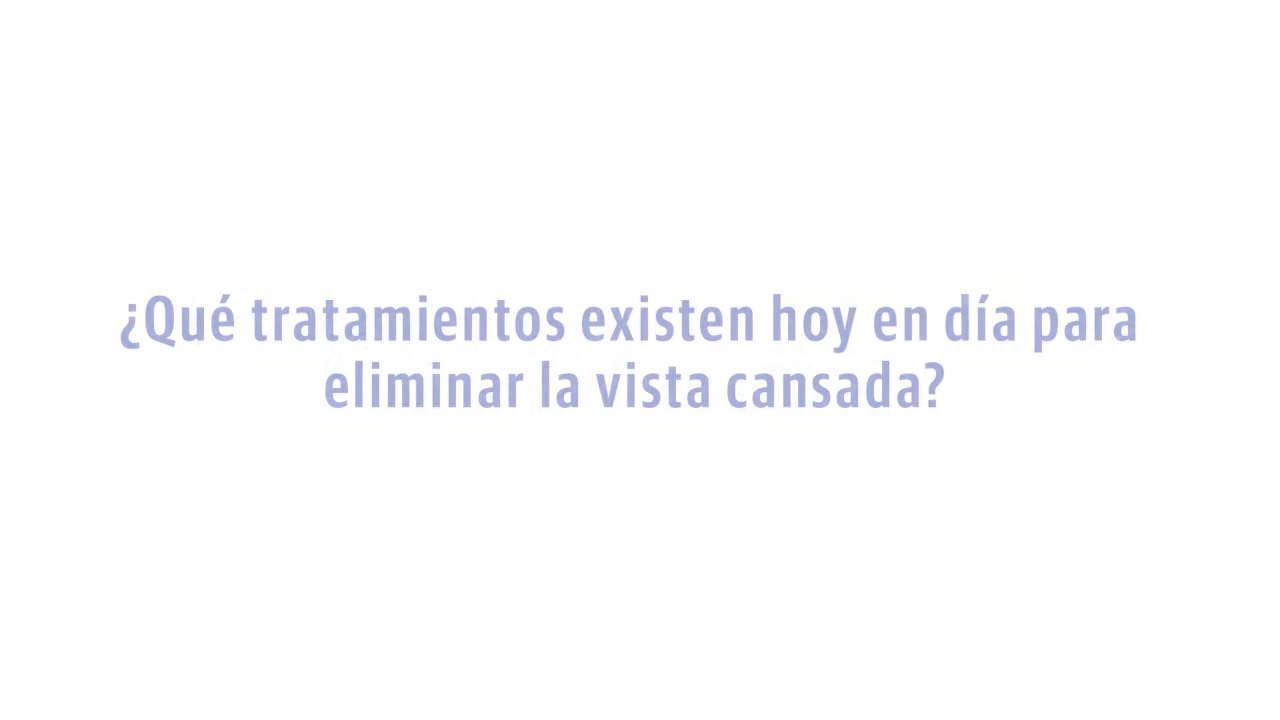 ¿Qué tratamientos existen hoy en día para
eliminar la vista cansada?